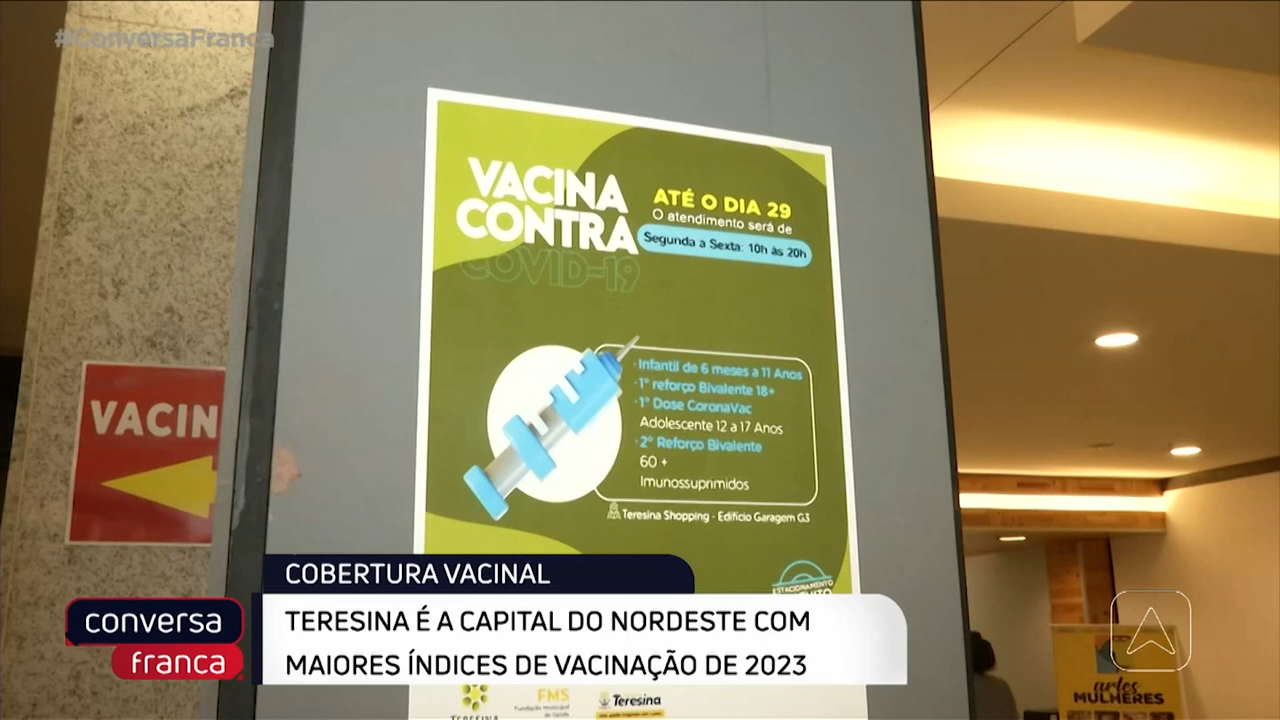 #ConversaFranca
VACINA
CONTRA
COVID-19
ATÉ O DIA 29
O atendimento será de
Segunda a Sexta: 10h às 20h
· Infantil de 6 meses a 11 Anos
· 1º reforço Bivalente 18+
· 1º Dose CoronaVac
Adolescente 12 a 17 Anos
· 2º Reforço Bivalente
60 +
Imunossuprimidos
Teresina Shopping - Edifício Garagem G3
ESTACIONAMENTO
VACIN
COBERTURA VACINAL
TERESINA É A CAPITAL DO NORDESTE COM
MAIORES ÍNDICES DE VACINAÇÃO DE 2023
conversa
franca
TERESINA
FMS
Fundação Municipal
de Saúde
Teresina
artes
MULHERES